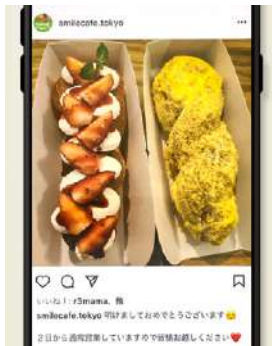 smilecafe.tokyo
いいね！: r3mama、他
smilecafe.tokyo 明けましておめでとうございます
２日から通常営業していますので皆様お越しください